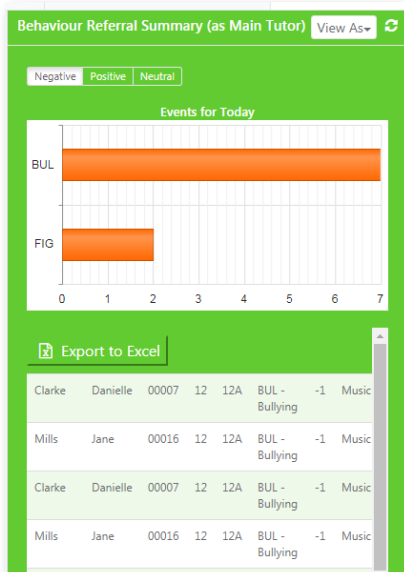 Behaviour Referral Summary (as Main Tutor) View As
Negative Positive Neutral
Events for Today
BUL
FIG
0 1 2 3 4 5 6 7
Export to Excel
Clarke Danielle 00007 12 12A BUL - -1 Music
Bullying
Mills Jane 00016 12 12A BUL - -1 Music
Bullying
Clarke Danielle 00007 12 12A BUL - -1 Music
Bullying
Mills Jane 00016 12 12A BUL - -1 Music
Bullying